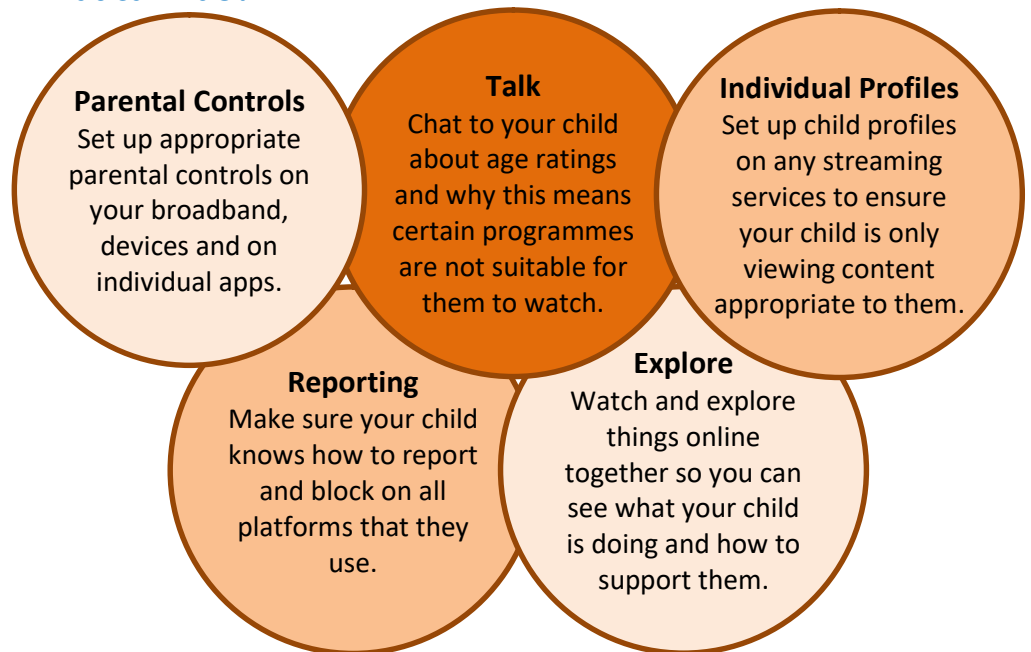 Parental Controls
Set up appropriate
parental controls on
your broadband,
devices and on
individual apps.
Talk
Chat to your child
about age ratings
and why this means
certain programmes
are not suitable for
them to watch.
Individual Profiles
Set up child profiles
on any streaming
services to ensure
your child is only
viewing content
appropriate to them.
Reporting
Make sure your child
knows how to report
and block on all
platforms that they
use.
Explore
Watch and explore
things online
together so you can
see what your child
is doing and how to
support them.